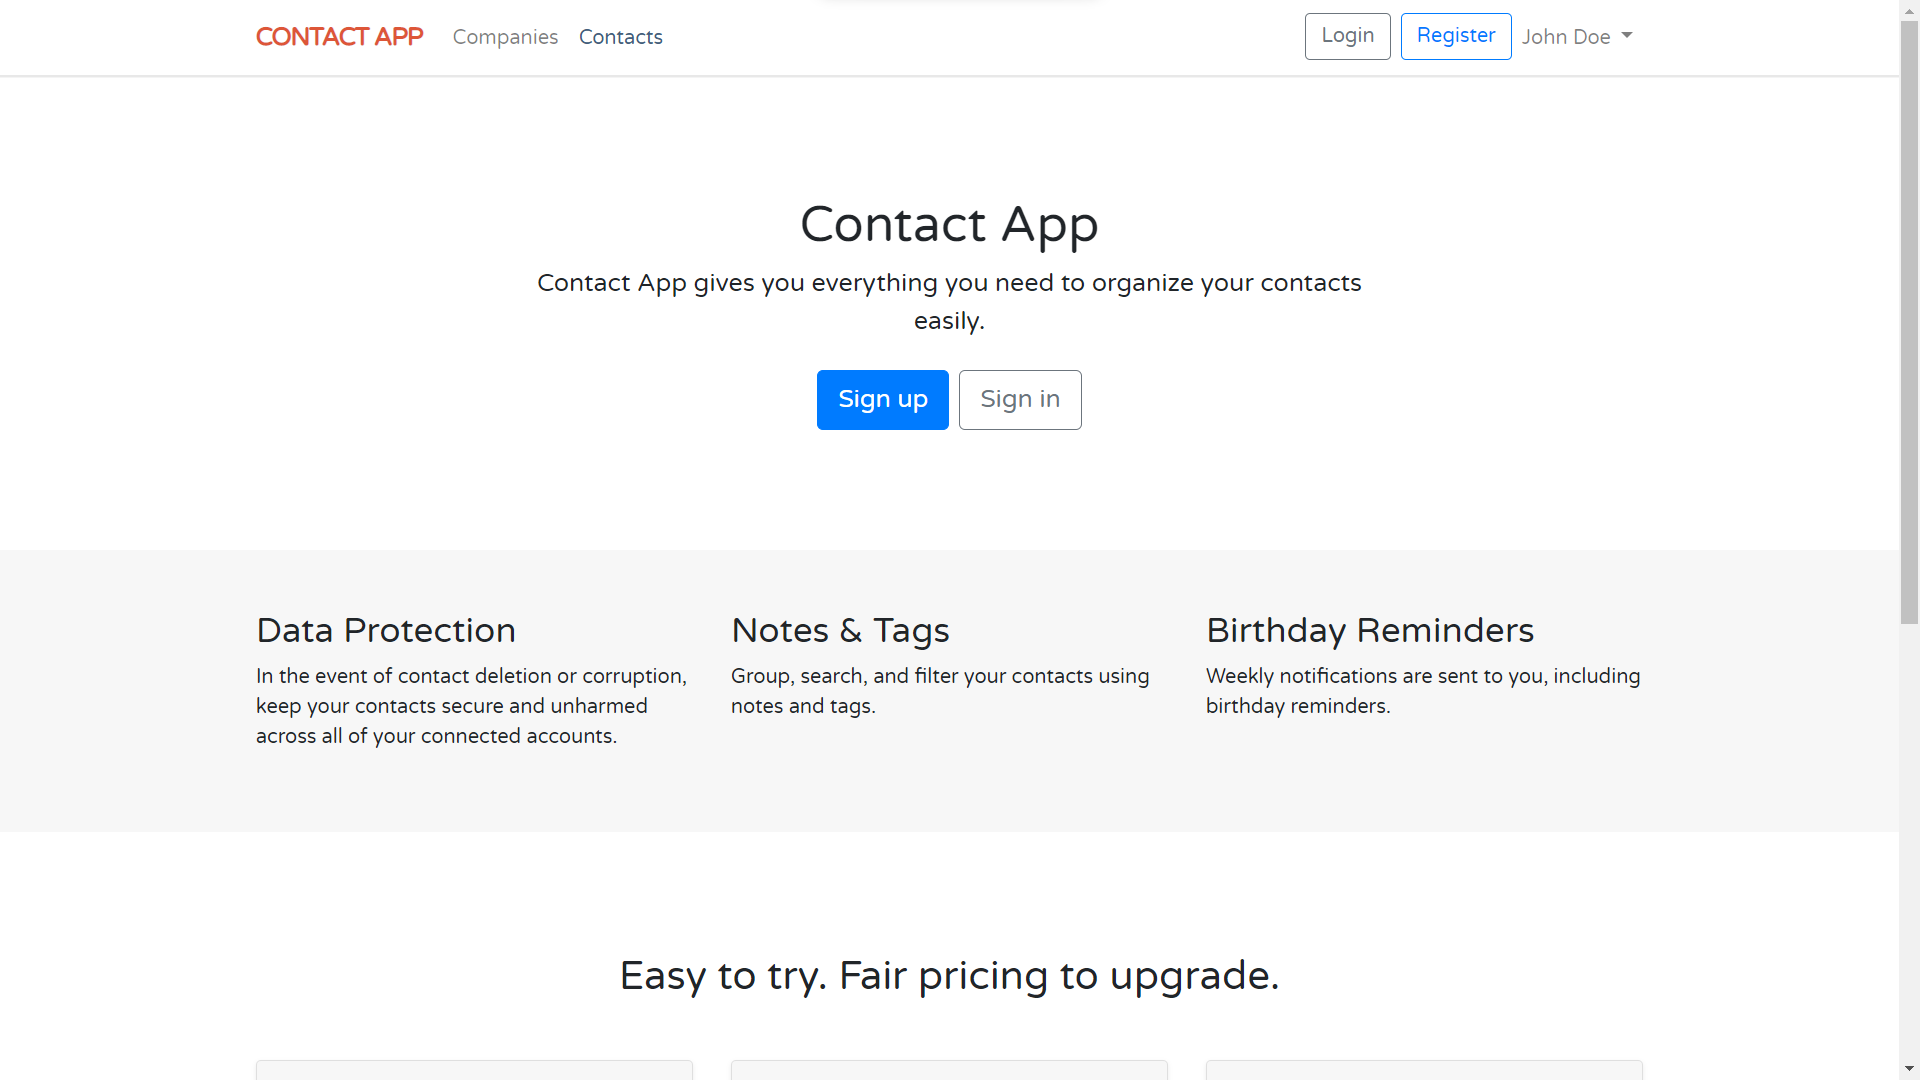 CONTACT APP Companies Contacts Login Register John Doe
Contact App
Contact App gives you everything you need to organize your contacts
easily.
Sign up Sign in
Data Protection
In the event of contact deletion or corruption,
keep your contacts secure and unharmed
across all of your connected accounts.
Notes & Tags
Group, search, and filter your contacts using
notes and tags.
Birthday Reminders
Weekly notifications are sent to you, including
birthday reminders.
Easy to try. Fair pricing to upgrade.